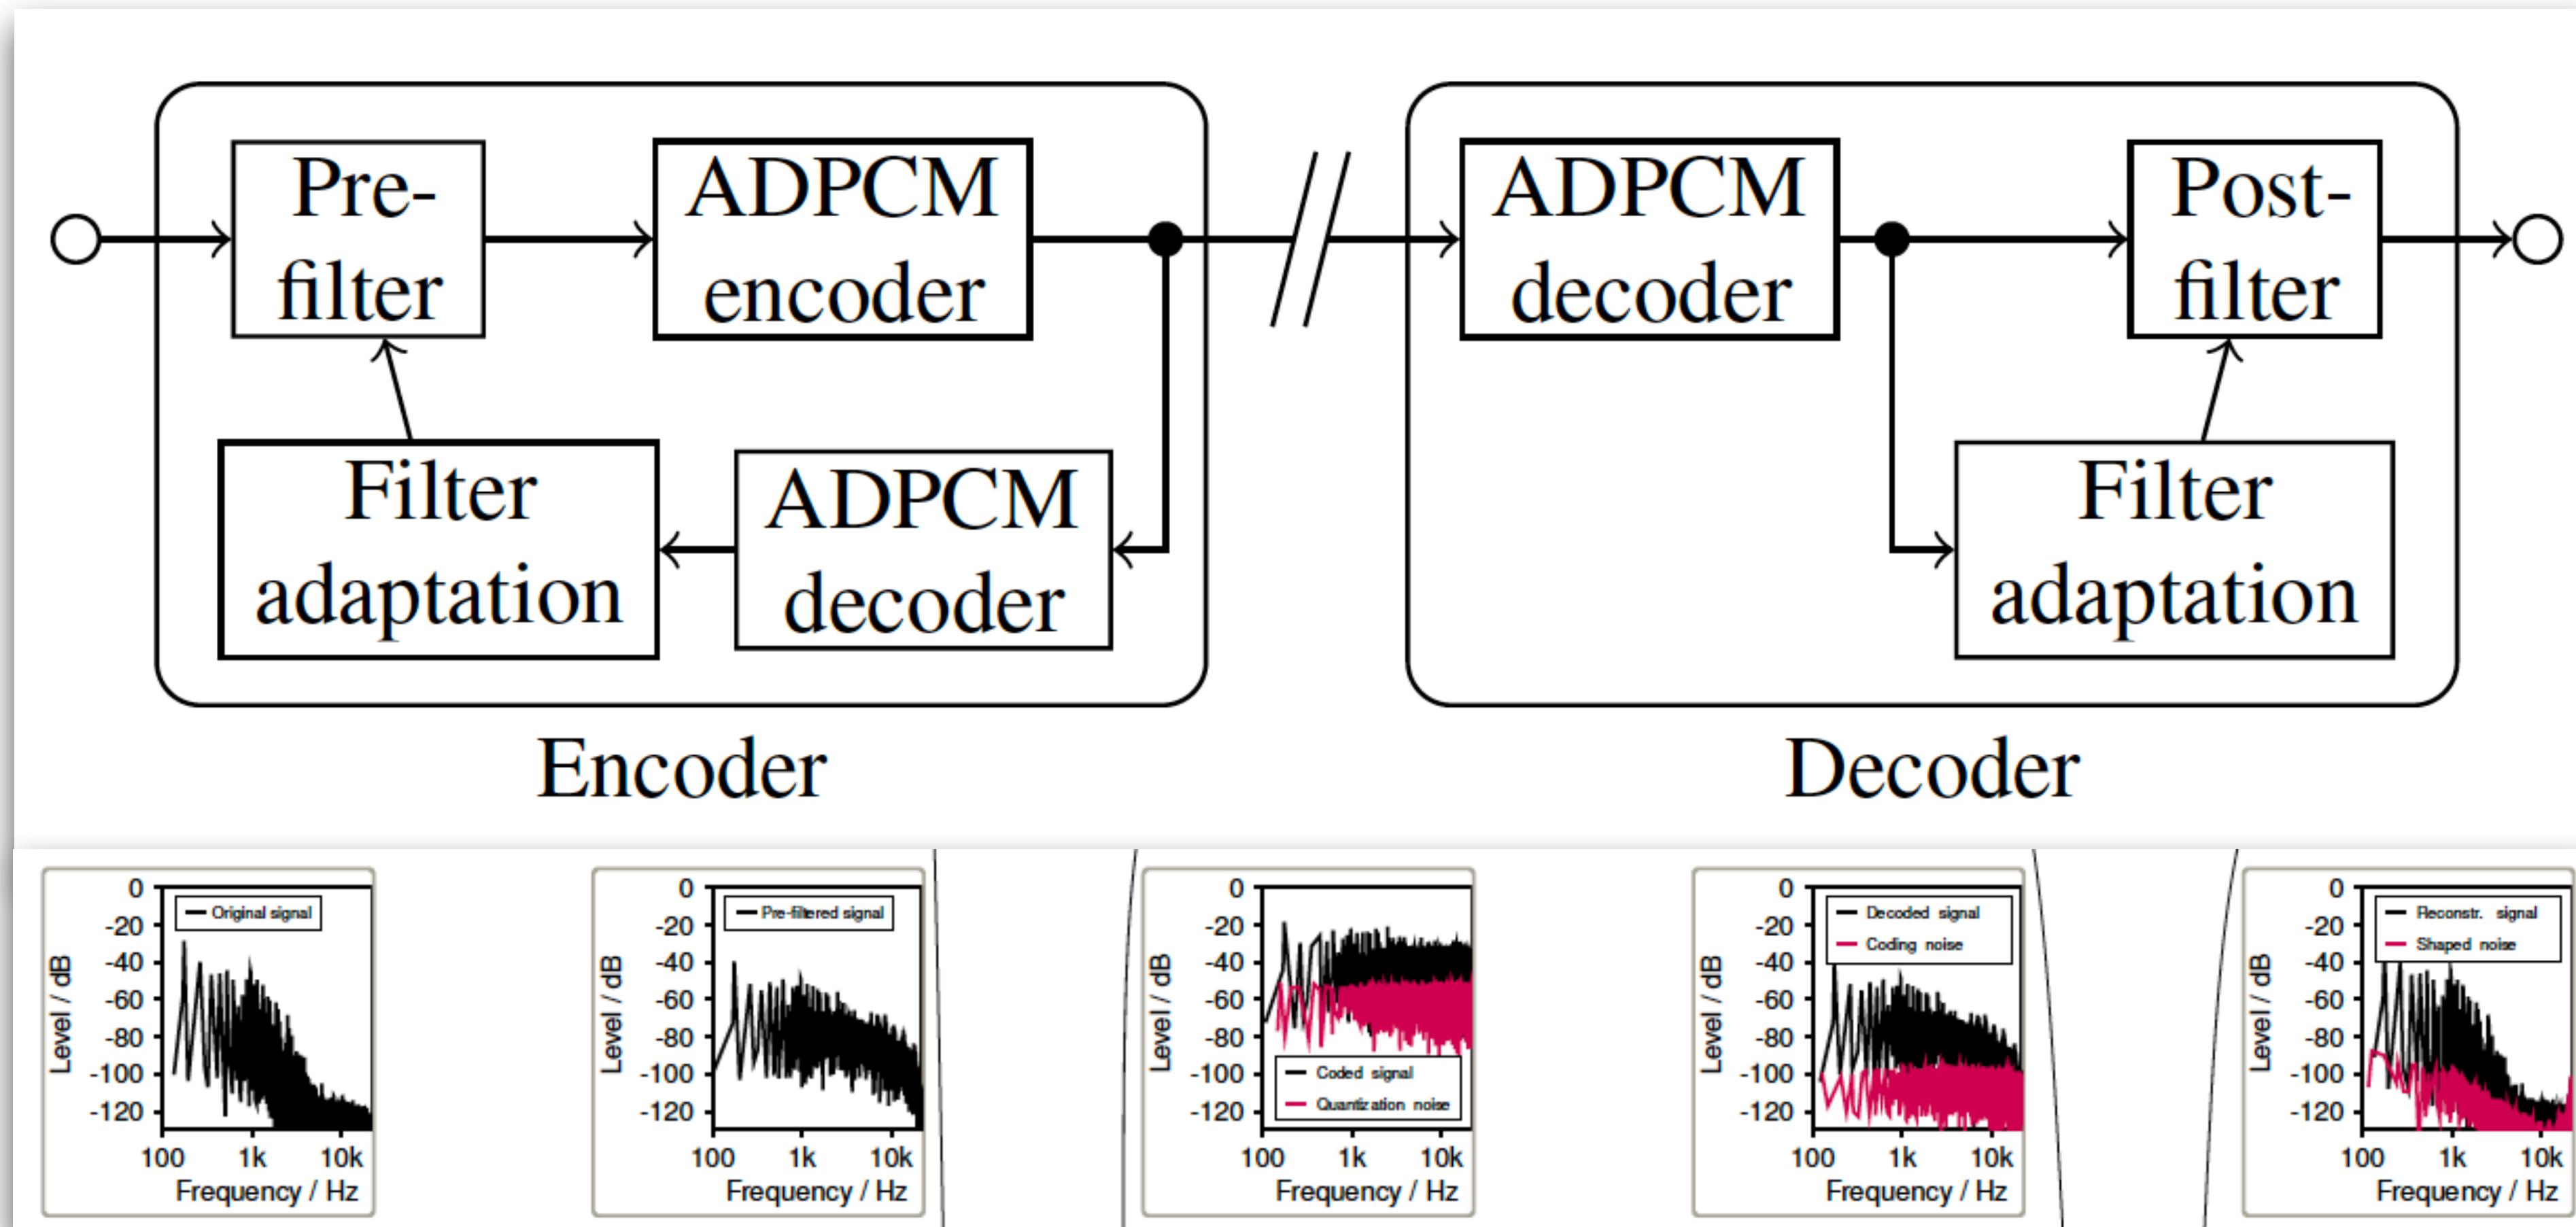 Pre-
filter
ADPCM
encoder
ADPCM
decoder
Post-
filter
Filter
adaptation
ADPCM
decoder
Filter
adaptation
Encoder
Decoder
Level / dB
0
-20
-40
-60
-80
-100
-120
Original signal
100 1k 10k
Frequency / Hz
Level / dB
0
-20
-40
-60
-80
-100
-120
Pre-filtered signal
100 1k 10k
Frequency / Hz
Level / dB
0
-20
-40
-60
-80
-100
-120
Coded signal
Quantization noise
100 1k 10k
Frequency / Hz
Level / dB
0
-20
-40
-60
-80
-100
-120
Decoded signal
Coding noise
100 1k 10k
Frequency / Hz
Level / dB
0
-20
-40
-60
-80
-100
-120
Reconstr. signal
Shaped noise
100 1k 10k
Frequency / Hz